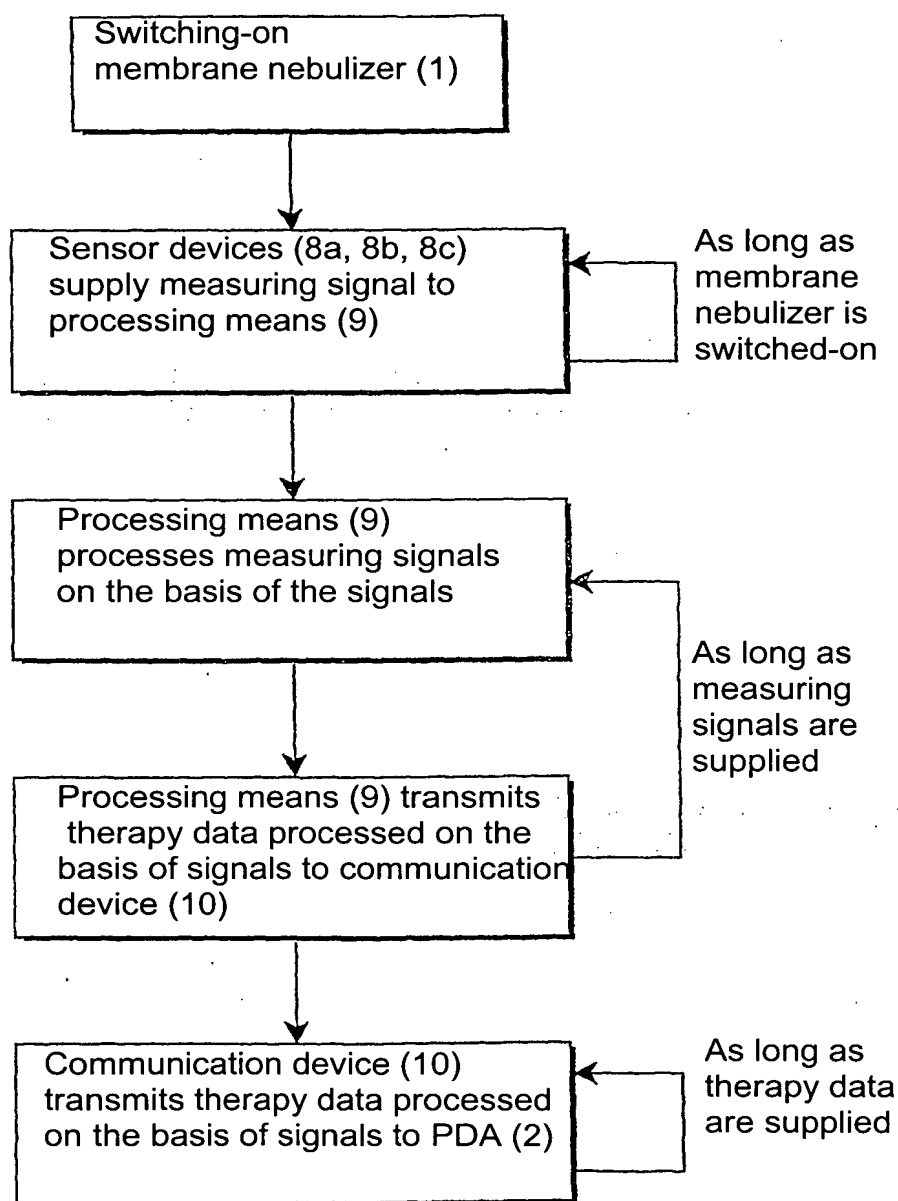 Switching-on
membrane nebulizer (1)
Sensor devices (8a, 8b, 8c)
supply measuring signal to
processing means (9)
As long as
membrane
nebulizer is
switched-on
Processing means (9)
processes measuring signals
on the basis of the signals
As long as
measuring
signals are
supplied
Processing means (9) transmits
therapy data processed on the
basis of signals to communication
device (10)
Communication device (10)
transmits therapy data processed
on the basis of signals to PDA (2)
As long as
therapy data
are supplied